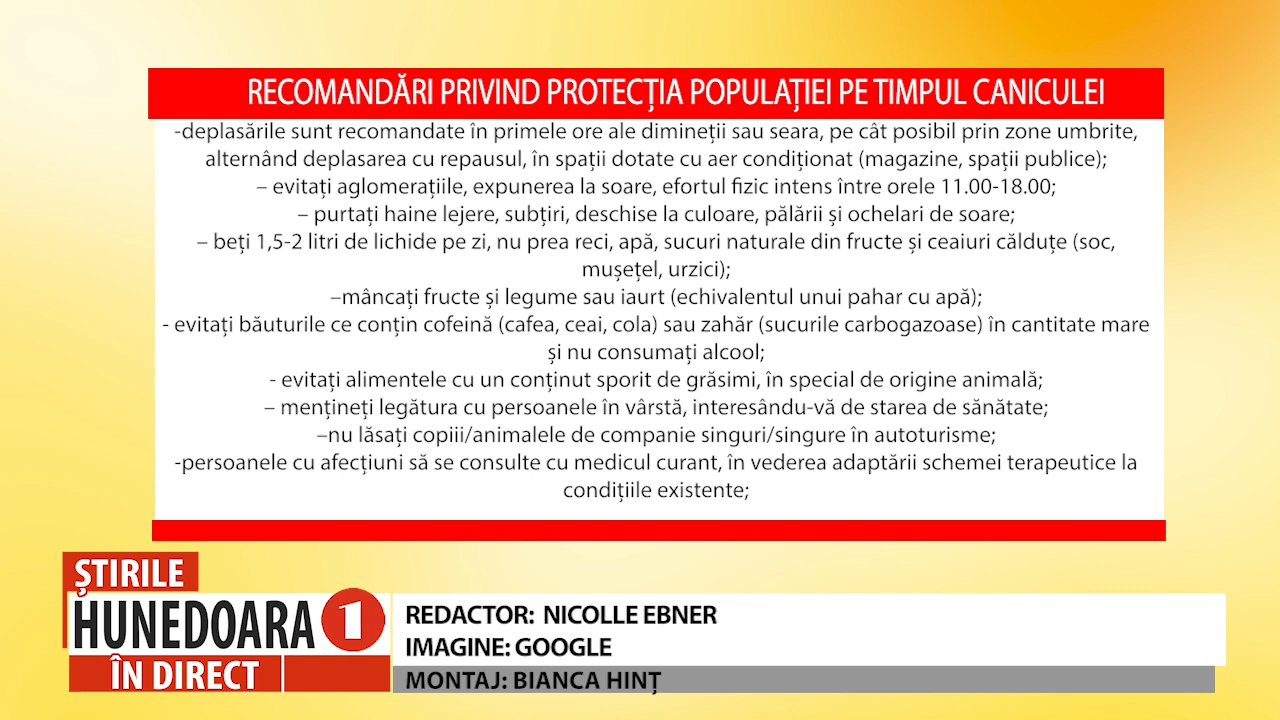 RECOMANDĂRI PRIVIND PROTECȚIA POPULAȚIEI PE TIMPUL CANICULEI
-deplasările sunt recomandate în primele ore ale dimineții sau seara, pe cât posibil prin zone umbrite,
alternând deplasarea cu repausul, în spații dotate cu aer condiționat (magazine, spații publice);
– evitați aglomerațiile, expunerea la soare, efortul fizic intens între orele 11.00-18.00;
– purtați haine lejere, subțiri, deschise la culoare, pălării și ochelari de soare;
– beți 1,5-2 litri de lichide pe zi, nu prea reci, apă, sucuri naturale din fructe și ceaiuri călduțe (soc,
mușețel, urzici);
–mâncați fructe și legume sau iaurt (echivalentul unui pahar cu apă);
- evitați băuturile ce conțin cofeină (cafea, ceai, cola) sau zahăr (sucurile carbogazoase) în cantitate mare
și nu consumați alcool;
- evitați alimentele cu un conținut sporit de grăsimi, în special de origine animală;
– mențineți legătura cu persoanele în vârstă, interesându-vă de starea de sănătate;
–nu lăsați copiii/animalele de companie singuri/singure în autoturisme;
-persoanele cu afecțiuni să se consulte cu medicul curant, în vederea adaptării schemei terapeutice la
condițiile existente;
ȘTIRILE
HUNEDOARA 1
ÎN DIRECT
REDACTOR: NICOLLE EBNER
IMAGINE: GOOGLE
MONTAJ: BIANCA HINȚ